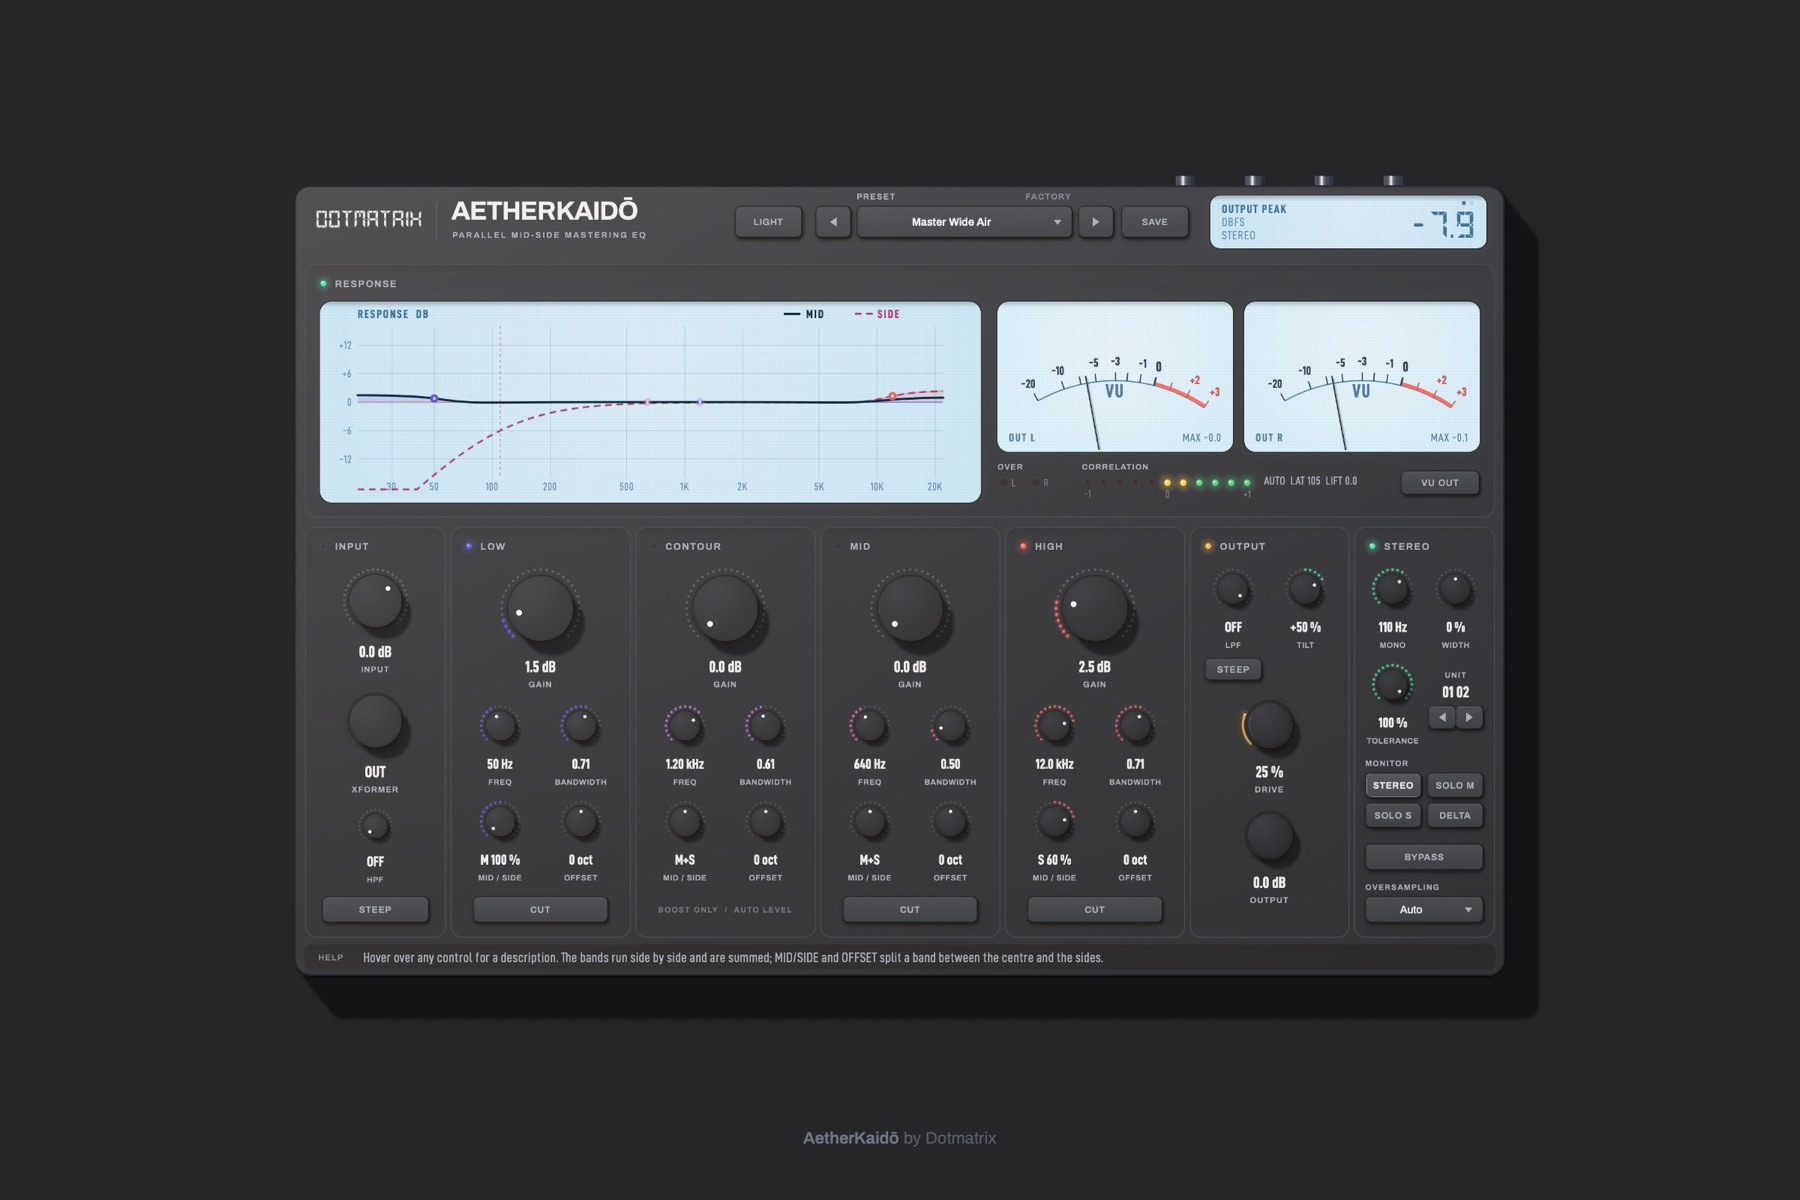 DOTMATRIX
AETHERKAIDŌ
PARALLEL MID-SIDE MASTERING EQ
PRESET
FACTORY
LIGHT
Master Wide Air
SAVE
OUTPUT PEAK
DBFS
STEREO
-7.9
RESPONSE
RESPONSE DB
MID
SIDE
+12
+6
0
-6
-12
30 50 100 200 500 1K 2K 5K 10K 20K
-20 -10 -5 -3 -1 0 +2 +3
VU
OUT L
MAX -0.0
-20 -10 -5 -3 -1 0 +2 +3
VU
OUT R
MAX -0.1
OVER
L R
CORRELATION
-1 0 +1
AUTO LAT 105 LIFT 0.0
VU OUT
INPUT
0.0 dB
INPUT
OUT
XFORMER
OFF
HPF
STEEP
LOW
1.5 dB
GAIN
50 Hz 0.71
FREQ BANDWIDTH
M 100 % 0 oct
MID / SIDE OFFSET
CUT
CONTOUR
0.0 dB
GAIN
1.20 kHz 0.61
FREQ BANDWIDTH
M+S 0 oct
MID / SIDE OFFSET
BOOST ONLY / AUTO LEVEL
MID
0.0 dB
GAIN
640 Hz 0.50
FREQ BANDWIDTH
M+S 0 oct
MID / SIDE OFFSET
CUT
HIGH
2.5 dB
GAIN
12.0 kHz 0.71
FREQ BANDWIDTH
S 60 % 0 oct
MID / SIDE OFFSET
CUT
OUTPUT
OFF +50 %
LPF TILT
STEEP
25 %
DRIVE
0.0 dB
OUTPUT
STEREO
110 Hz 0 %
MONO WIDTH
100 %
TOLERANCE
UNIT
01 02
MONITOR
STEREO SOLO M
SOLO S DELTA
BYPASS
OVERSAMPLING
Auto
HELP Hover over any control for a description. The bands run side by side and are summed; MID/SIDE and OFFSET split a band between the centre and the sides.
AetherKaidō by Dotmatrix